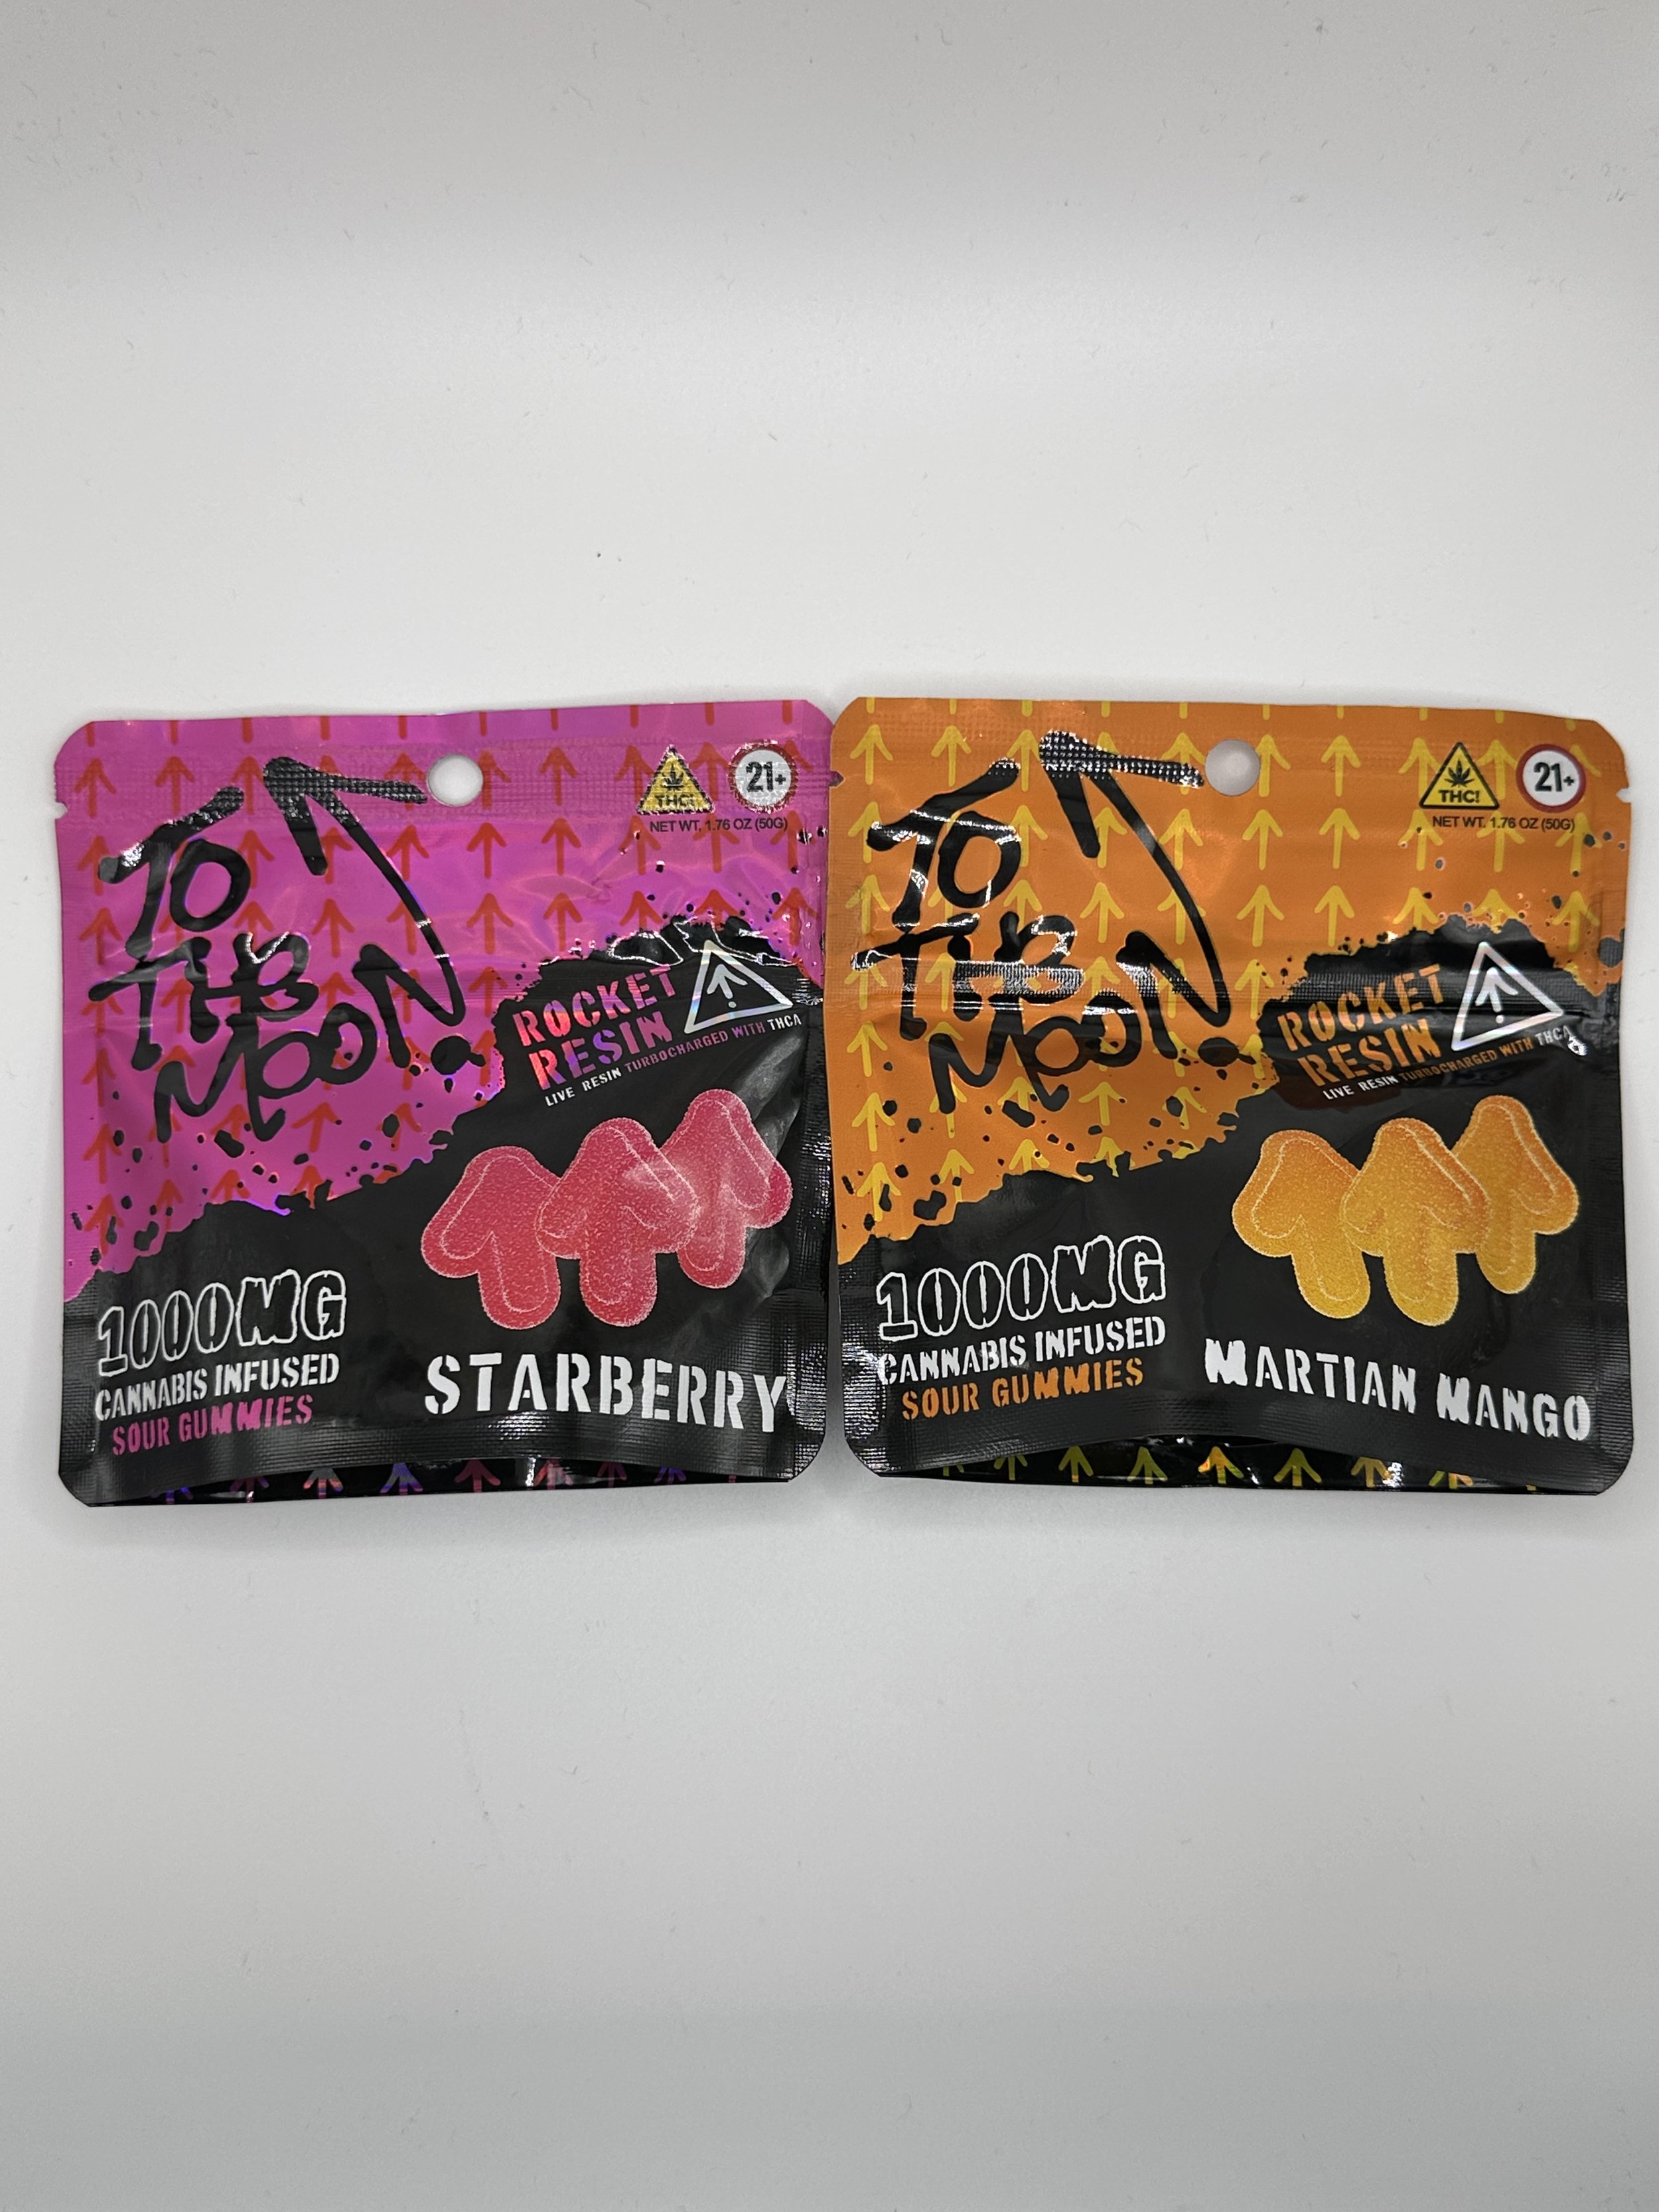 TO
THE
MOON
THC!
21+
NET WT. 1.76 OZ (50G)
ROCKET
RESIN
LIVE RESIN TURBOCHARGED WITH THCA
1000MG
CANNABIS INFUSED
SOUR GUMMIES
STARBERRY
TO
THE
MOON
THC!
21+
NET WT. 1.76 OZ (50G)
ROCKET
RESIN
LIVE RESIN TURBOCHARGED WITH THCA
1000MG
CANNABIS INFUSED
SOUR GUMMIES
MARTIAN MANGO